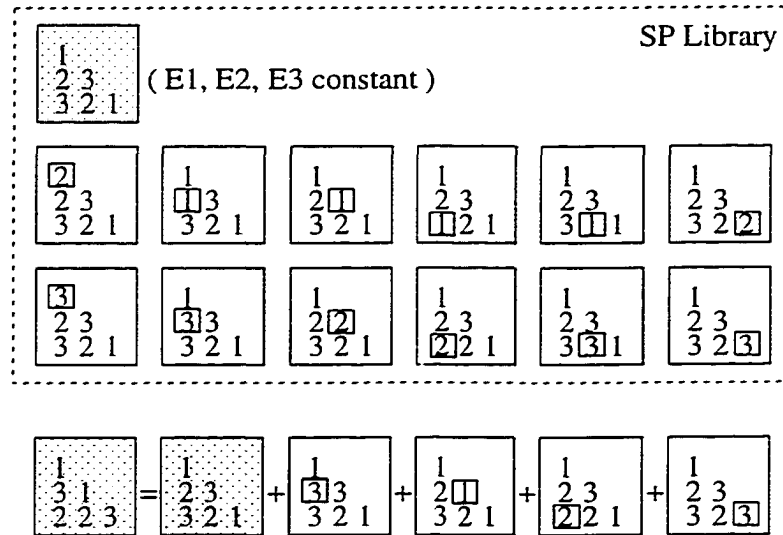 SP Library
1
2 3
3 2 1
( E1, E2, E3 constant )
2 1 1 1 1 1
2 3 1 3 2 1 2 3 2 3 2 3
3 2 1 3 2 1 3 2 1 1 2 1 3 1 1 3 2 2
3 1 1 1 1 1
2 3 3 3 2 2 2 3 2 3 2 3
3 2 1 3 2 1 3 2 1 2 2 1 3 3 1 3 2 3
1 1 1 1 1 1
3 1 2 3 3 3 2 1 2 3 2 3
2 2 3 = 3 2 1 + 3 2 1 + 3 2 1 + 2 2 1 + 3 2 3